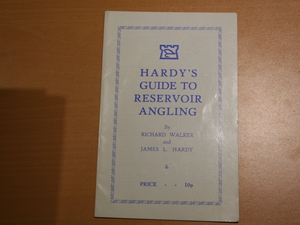 HARDY'S
GUIDE TO
RESERVOIR
ANGLING
By
RICHARD WALKER
and
JAMES L. HARDY
PRICE - - 10p